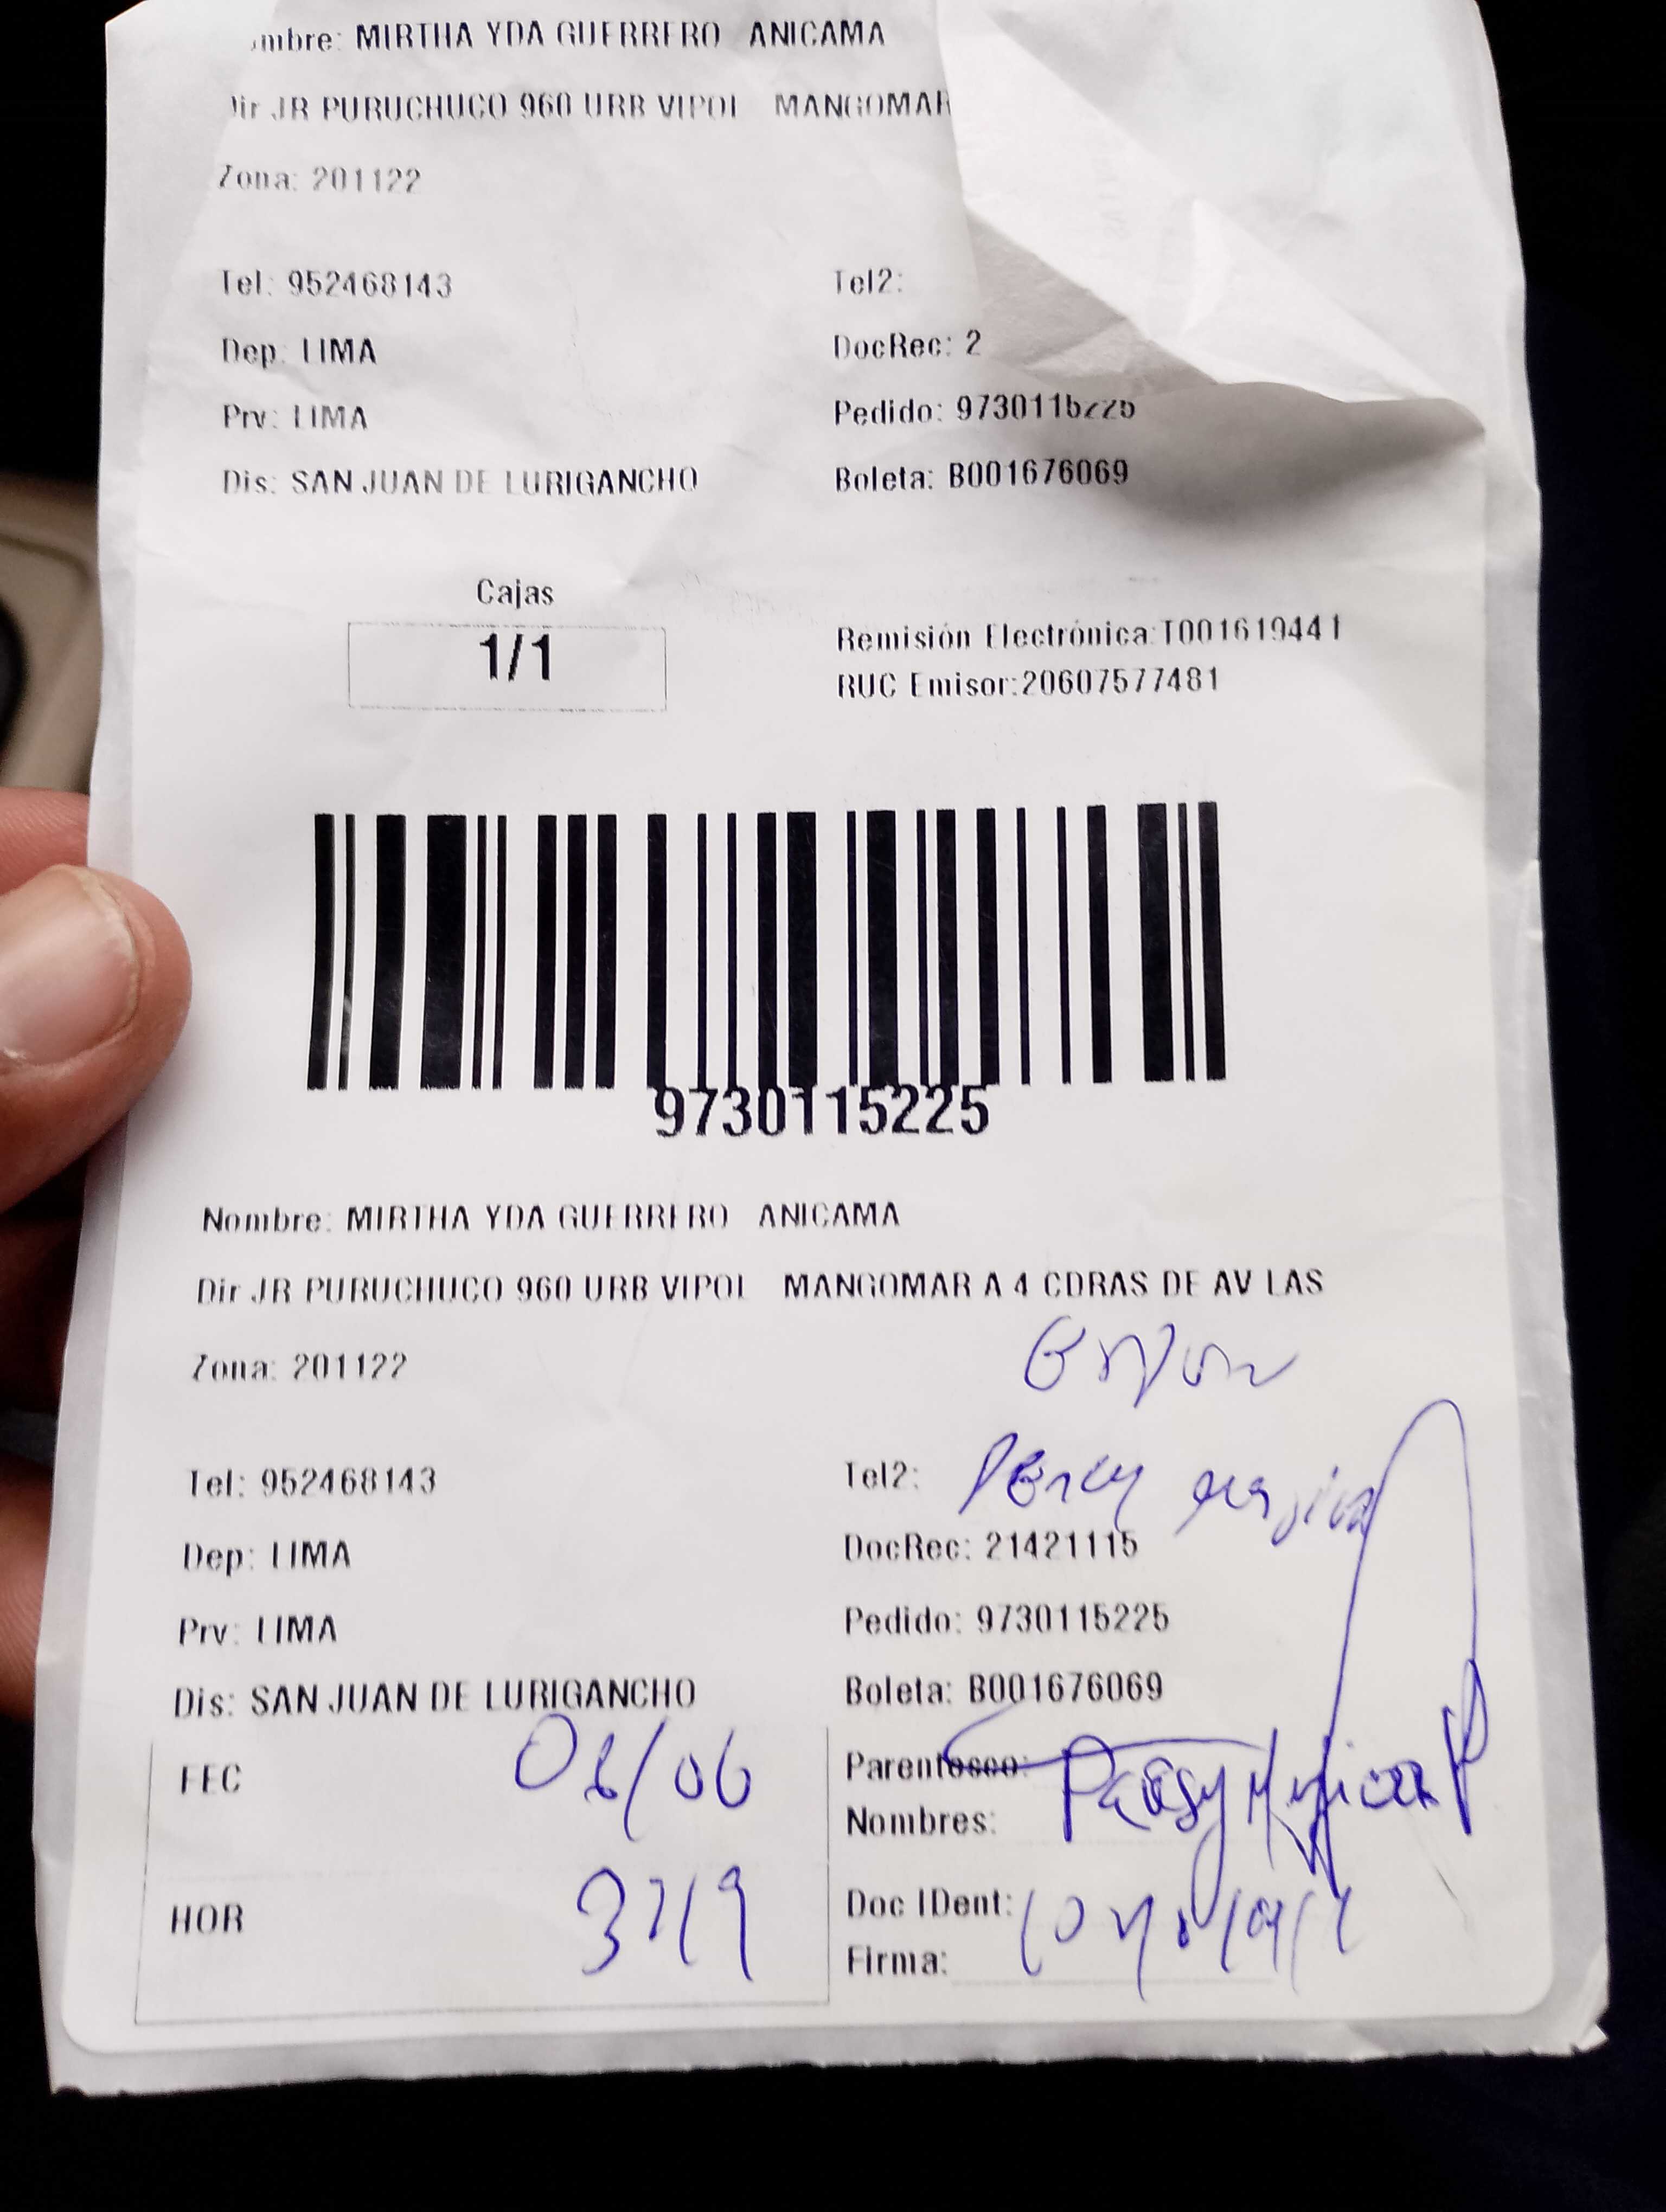 mbre: MIRTHA YDA GUERRERO ANICAMA
Dir JR PURUCHUCO 960 URB VIPOL MANGOMAR
Zona: 201122
Tel: 952468143 Tel2:
Dep: LIMA DocRec: 2
Prv: LIMA Pedido: 9730115225
Dis: SAN JUAN DE LURIGANCHO Boleta: B001676069
Cajas
1/1
Remisión Electrónica:T001619441
RUC Emisor:20607577481
9730115225
Nombre: MIRTHA YDA GUERRERO ANICAMA
Dir JR PURUCHUCO 960 URB VIPOL MANGOMAR A 4 CDRAS DE AV LAS
Zona: 201122
Tel: 952468143 Tel2: Percy
Dep: LIMA DocRec: 21421115
Prv: LIMA Pedido: 9730115225
Dis: SAN JUAN DE LURIGANCHO Boleta: B001676069
FEC Parentesco:
Nombres:
HOR Doc IDent:
Firma: